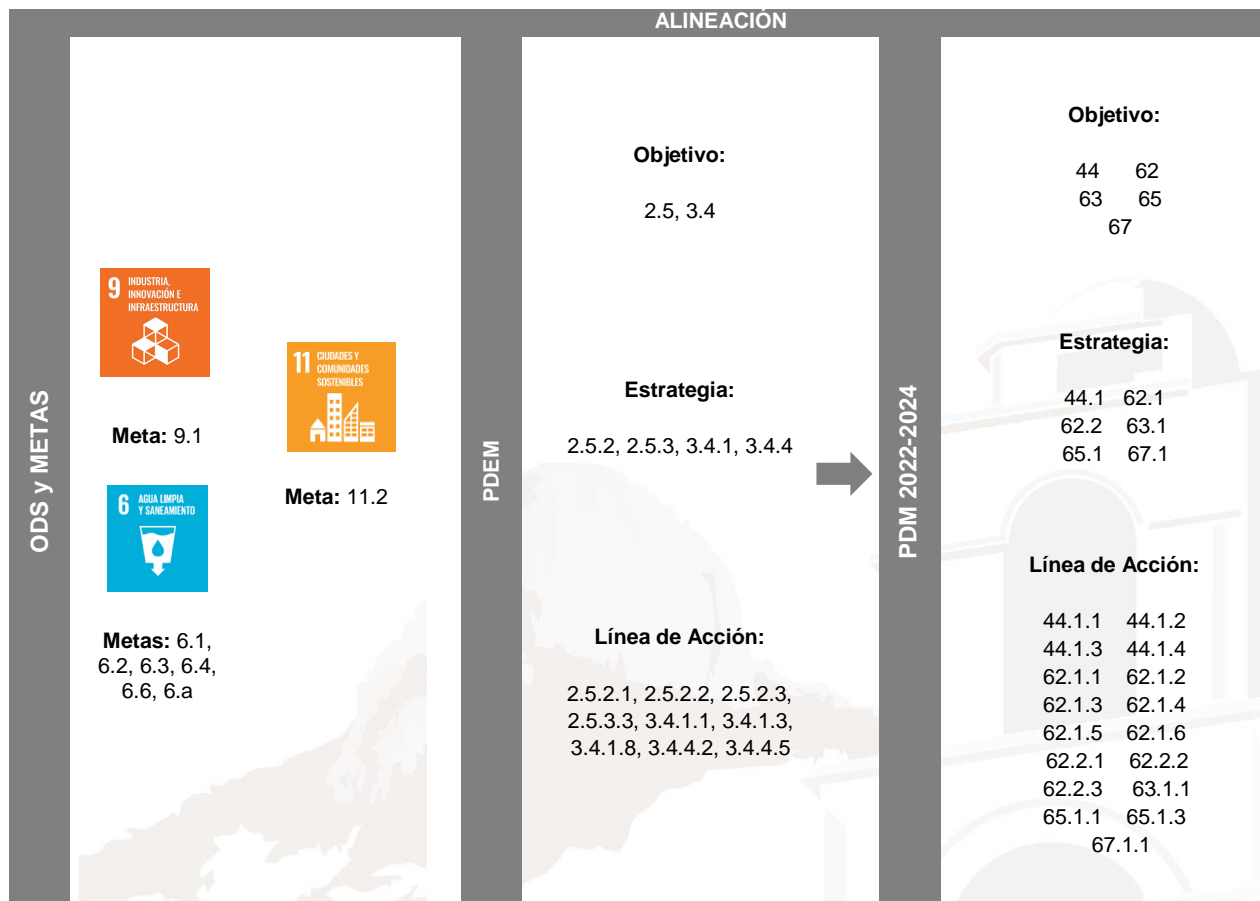 ALINEACIÓN
ODS y METAS
9 INDUSTRIA,
INNOVACIÓN E
INFRAESTRUCTURA
Meta: 9.1
11 CIUDADES Y
COMUNIDADES
SOSTENIBLES
Meta: 11.2
6 AGUA LIMPIA
Y SANEAMIENTO
Metas: 6.1,
6.2, 6.3, 6.4,
6.6, 6.a
PDEM
Objetivo:
2.5, 3.4
Estrategia:
2.5.2, 2.5.3, 3.4.1, 3.4.4
Línea de Acción:
2.5.2.1, 2.5.2.2, 2.5.2.3,
2.5.3.3, 3.4.1.1, 3.4.1.3,
3.4.1.8, 3.4.4.2, 3.4.4.5
PDM 2022-2024
Objetivo:
44 62
63 65
67
Estrategia:
44.1 62.1
62.2 63.1
65.1 67.1
Línea de Acción:
44.1.1 44.1.2
44.1.3 44.1.4
62.1.1 62.1.2
62.1.3 62.1.4
62.1.5 62.1.6
62.2.1 62.2.2
62.2.3 63.1.1
65.1.1 65.1.3
67.1.1